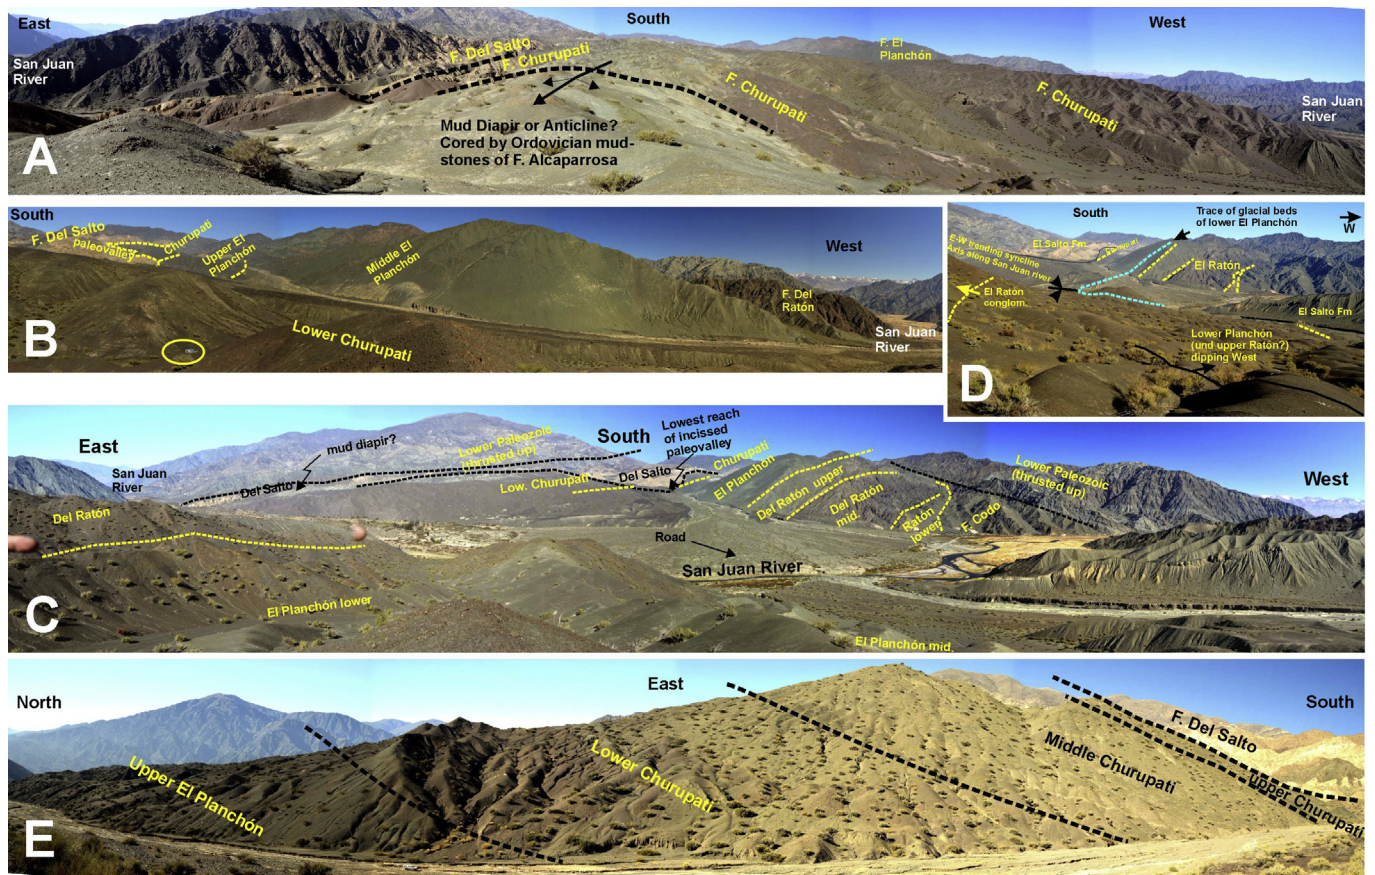 East
South
West
San Juan
River
F. Del Salto
F. Churupati
F. El
Planchón
F. Churupati
F. Churupati
San Juan
River
Mud Diapir or Anticline?
Cored by Ordovician mud-
stones of F. Alcaparrosa
A
South
F. Del Salto
paleovalley
Churupati
Upper El
Planchón
Middle El
Planchón
West
F. Del
Ratón
San Juan
River
Lower Churupati
B
South
Trace of glacial beds
of lower El Planchón
W
E-W trending syncline
Axis along San Juan river
El Salto Fm
El Ratón
El Ratón
conglom.
El Salto Fm
Lower Planchón
(und upper Ratón?)
dipping West
D
East
South
West
San Juan
River
mud diapir?
Lower Paleozoic
(thrusted up)
Lowest reach
of incissed
paleovalley
Del Salto
Low. Churupati
Del Salto
Churupati
El Planchón
Del Ratón upper
Del Ratón
mid.
Ratón
lower
F. Codo
Lower Paleozoic
(thrusted up)
Del Ratón
Road
San Juan River
El Planchón lower
El Planchón mid.
C
North
East
South
Upper El Planchón
Lower Churupati
Middle Churupati
F. Del Salto
upper Churupati
E